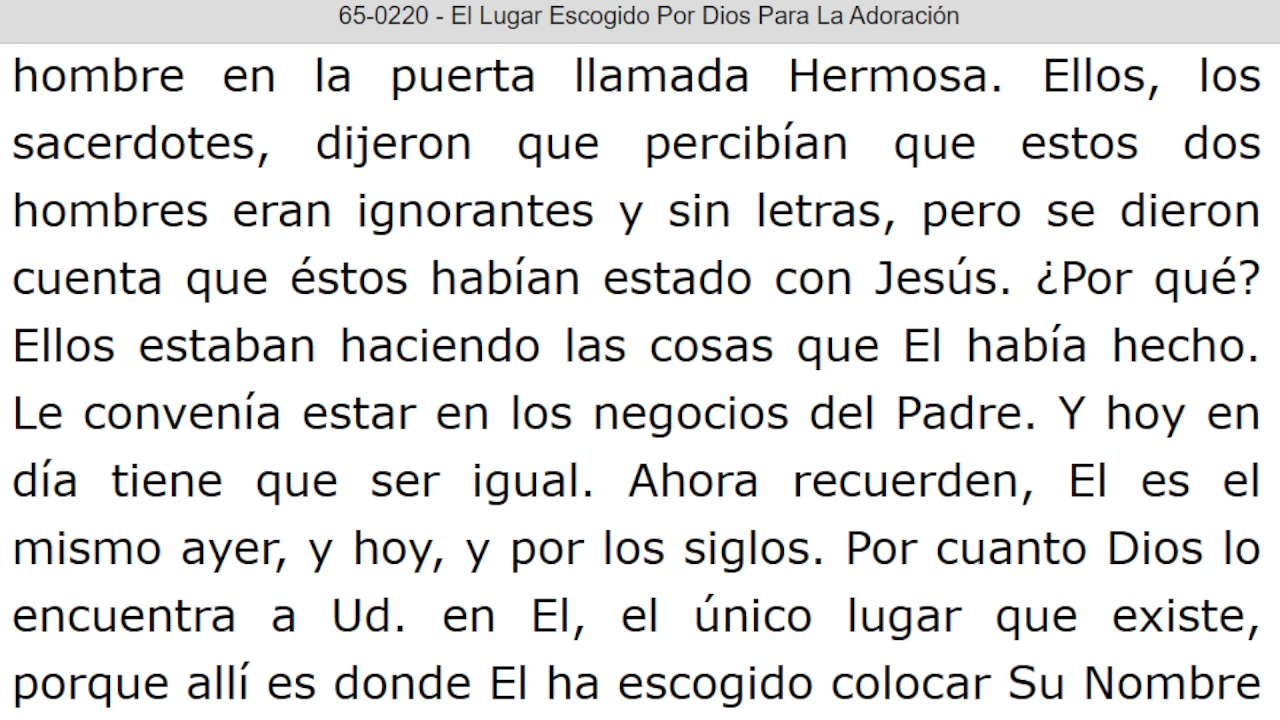 65-0220 - El Lugar Escogido Por Dios Para La Adoración
hombre en la puerta llamada Hermosa. Ellos, los
sacerdotes, dijeron que percibían que estos dos
hombres eran ignorantes y sin letras, pero se dieron
cuenta que éstos habían estado con Jesús. ¿Por qué?
Ellos estaban haciendo las cosas que El había hecho.
Le convenía estar en los negocios del Padre. Y hoy en
día tiene que ser igual. Ahora recuerden, El es el
mismo ayer, y hoy, y por los siglos. Por cuanto Dios lo
encuentra a Ud. en El, el único lugar que existe,
porque allí es donde El ha escogido colocar Su Nombre